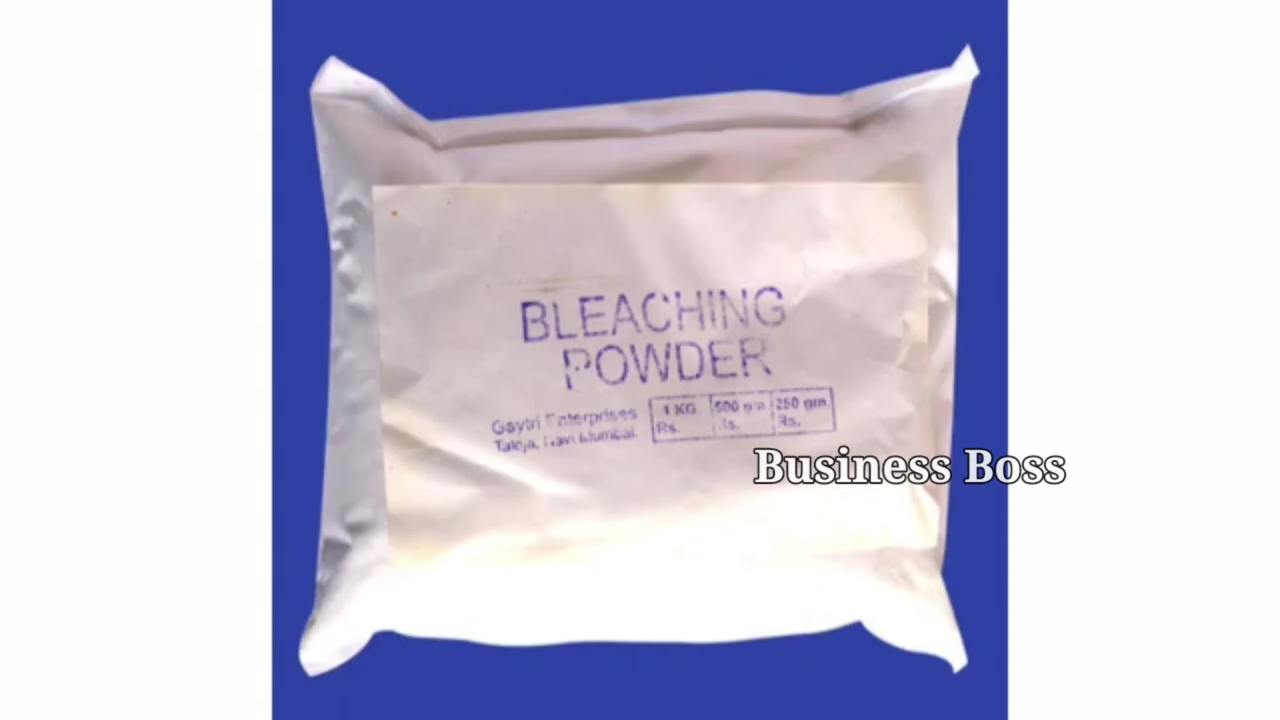 BLEACHING
POWDER
Gaytri Enterprises
Taloja, Navi Mumbai.
1 KG. 500 gm. 250 gm.
Rs. Rs. Rs.
Business Boss